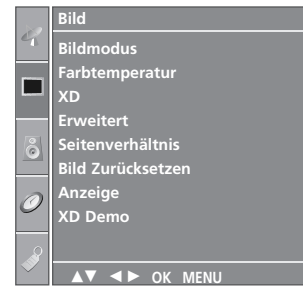 Bild
Bildmodus
Farbtemperatur
XD
Erweitert
Seitenverhältnis
Bild Zurücksetzen
Anzeige
XD Demo
▲▼ ◄► OK MENU